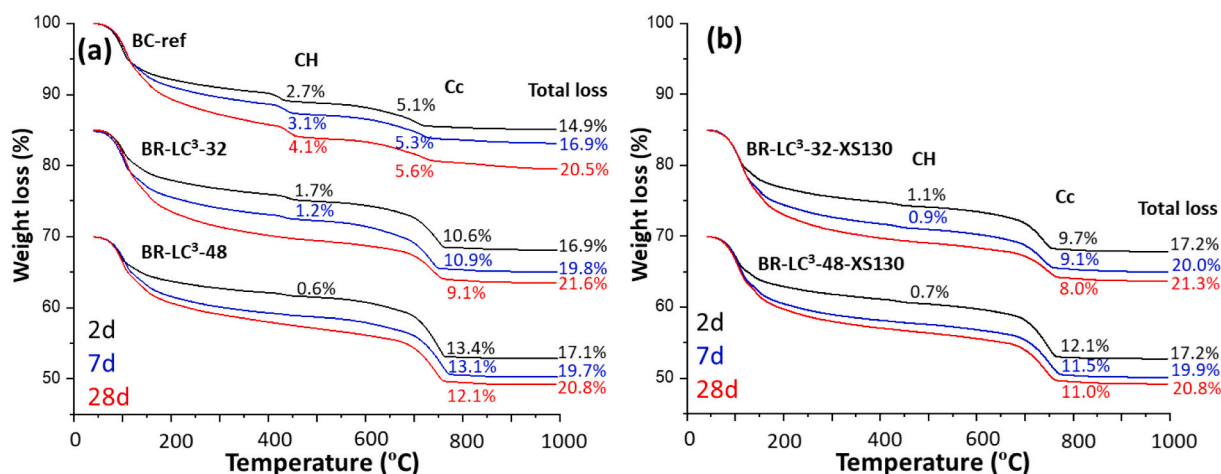 (a)
BC-ref
CH
Cc
Total loss
2.7%
3.1%
4.1%
5.1%
5.3%
5.6%
14.9%
16.9%
20.5%
BR-LC³-32
1.7%
1.2%
10.6%
10.9%
9.1%
16.9%
19.8%
21.6%
BR-LC³-48
0.6%
13.4%
13.1%
12.1%
17.1%
19.7%
20.8%
2d
7d
28d
Weight loss (%)
100
90
80
70
60
50
0 200 400 600 800 1000
Temperature (ºC)
(b)
BR-LC³-32-XS130
CH
Cc
Total loss
1.1%
0.9%
9.7%
9.1%
8.0%
17.2%
20.0%
21.3%
BR-LC³-48-XS130
0.7%
12.1%
11.5%
11.0%
17.2%
19.9%
20.8%
2d
7d
28d
Weight loss (%)
100
90
80
70
60
50
0 200 400 600 800 1000
Temperature (ºC)